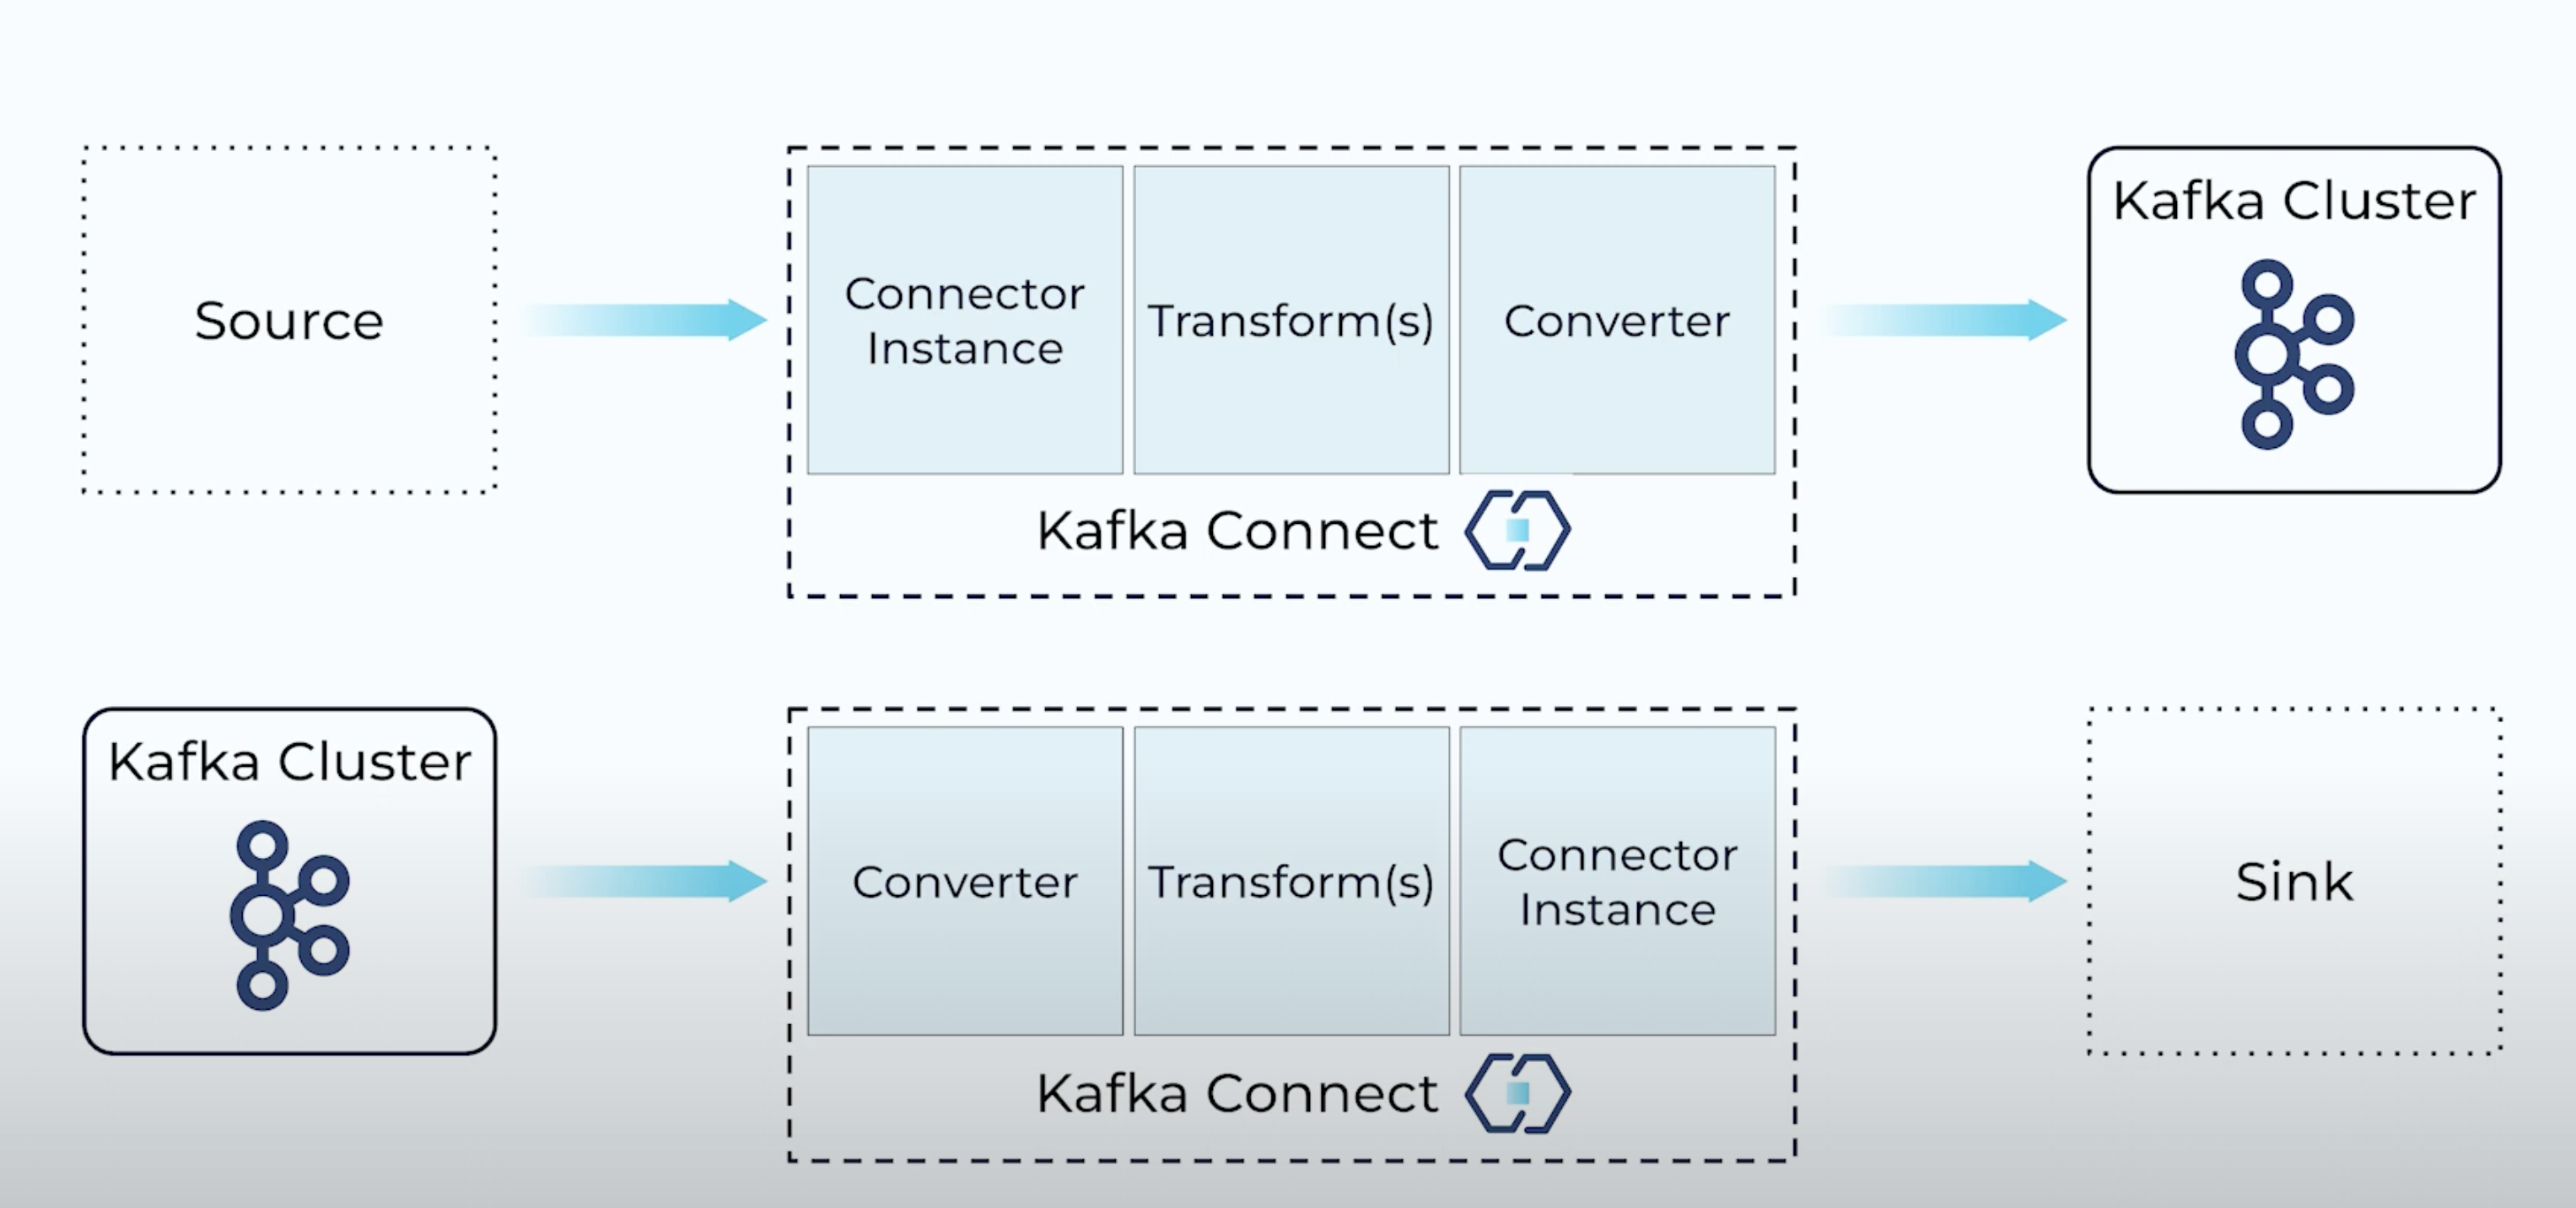 Source
Connector
Instance
Transform(s)
Converter
Kafka Connect
Kafka Cluster
Kafka Cluster
Converter
Transform(s)
Connector
Instance
Kafka Connect
Sink